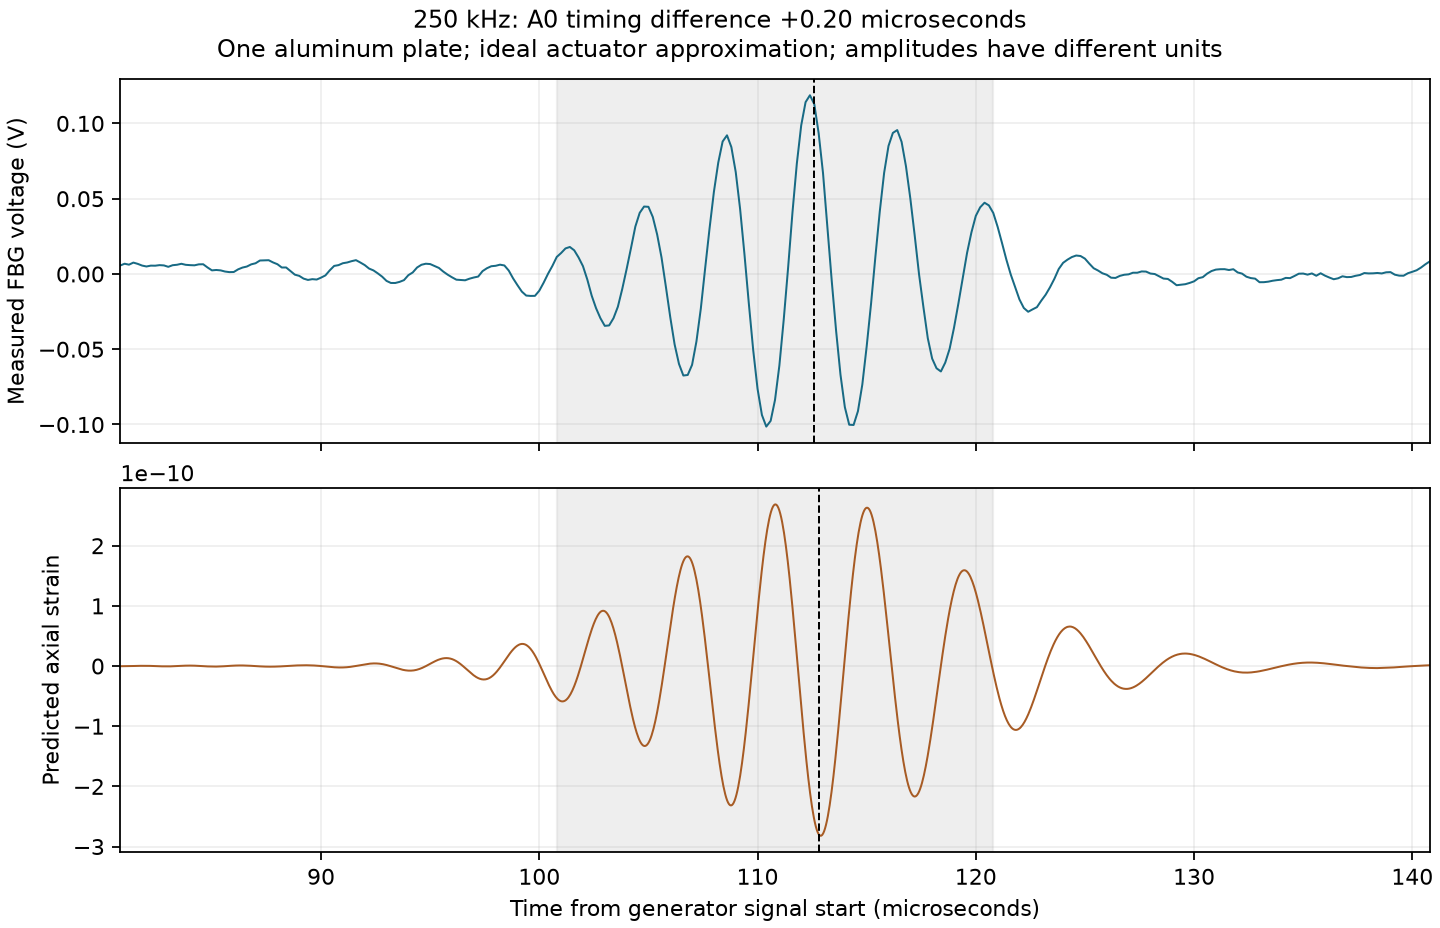 250 kHz: A0 timing difference +0.20 microseconds
One aluminum plate; ideal actuator approximation; amplitudes have different units
Measured FBG voltage (V)
0.10
0.05
0.00
−0.05
−0.10
1e−10
Predicted axial strain
2
1
0
−1
−2
−3
90
100
110
120
130
140
Time from generator signal start (microseconds)